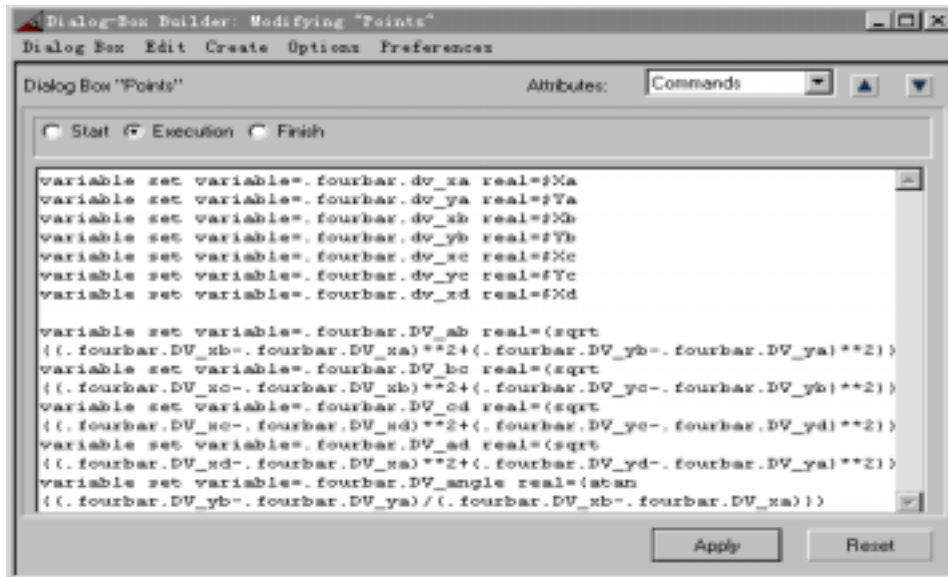 Dialog-Box Builder: Modifying "Points"
Dialog Box Edit Create Options Preferences
Dialog Box "Points" Attributes: Commands
Start Execution Finish
variable set variable=.fourbar.dv_xa real=$Xa
variable set variable=.fourbar.dv_ya real=$Ya
variable set variable=.fourbar.dv_xb real=$Xb
variable set variable=.fourbar.dv_yb real=$Yb
variable set variable=.fourbar.dv_xc real=$Xc
variable set variable=.fourbar.dv_yc real=$Yc
variable set variable=.fourbar.dv_xd real=$Xd
variable set variable=.fourbar.DV_ab real=(sqrt
((.fourbar.DV_xb-.fourbar.DV_xa)**2+(.fourbar.DV_yb-.fourbar.DV_ya)**2))
variable set variable=.fourbar.DV_bc real=(sqrt
((.fourbar.DV_xc-.fourbar.DV_xb)**2+(.fourbar.DV_yc-.fourbar.DV_yb)**2))
variable set variable=.fourbar.DV_cd real=(sqrt
((.fourbar.DV_xc-.fourbar.DV_xd)**2+(.fourbar.DV_yc-.fourbar.DV_yd)**2))
variable set variable=.fourbar.DV_ad real=(sqrt
((.fourbar.DV_xd-.fourbar.DV_xa)**2+(.fourbar.DV_yd-.fourbar.DV_ya)**2))
variable set variable=.fourbar.DV_angle real=(atan
((.fourbar.DV_yb-.fourbar.DV_ya)/(.fourbar.DV_xb-.fourbar.DV_xa)))
Apply Reset